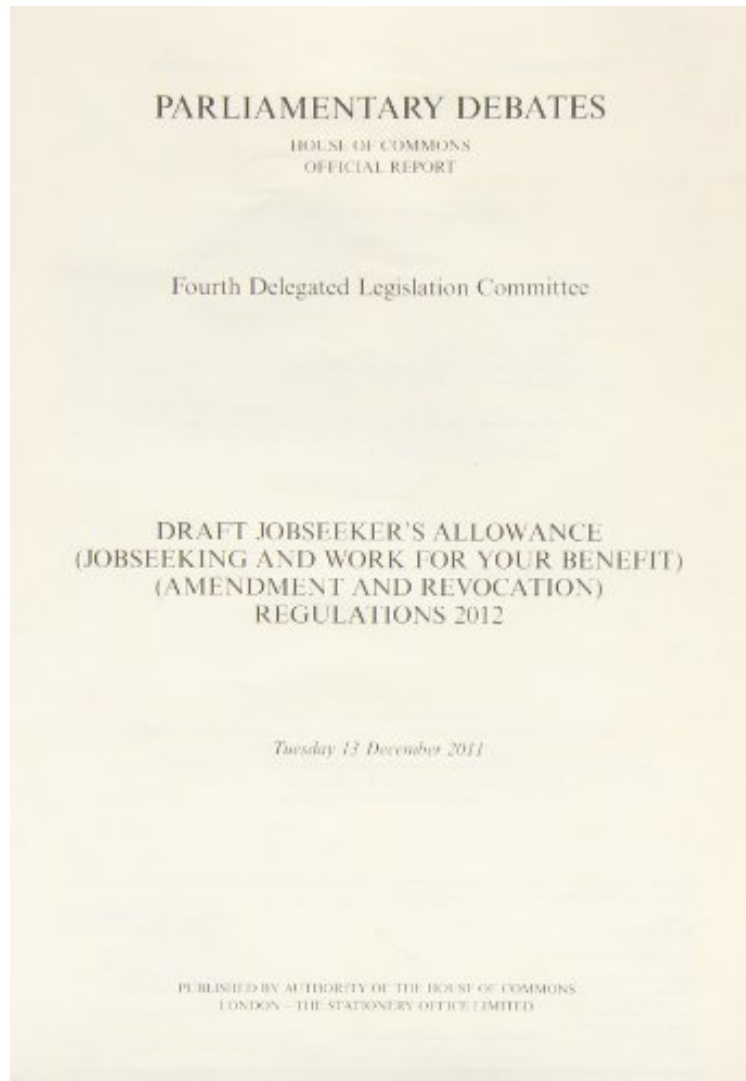 PARLIAMENTARY DEBATES
HOUSE OF COMMONS
OFFICIAL REPORT
Fourth Delegated Legislation Committee
DRAFT JOBSEEKER'S ALLOWANCE
(JOBSEEKING AND WORK FOR YOUR BENEFIT)
(AMENDMENT AND REVOCATION)
REGULATIONS 2012
Tuesday 13 December 2011
PUBLISHED BY AUTHORITY OF THE HOUSE OF COMMONS
LONDON – THE STATIONERY OFFICE LIMITED